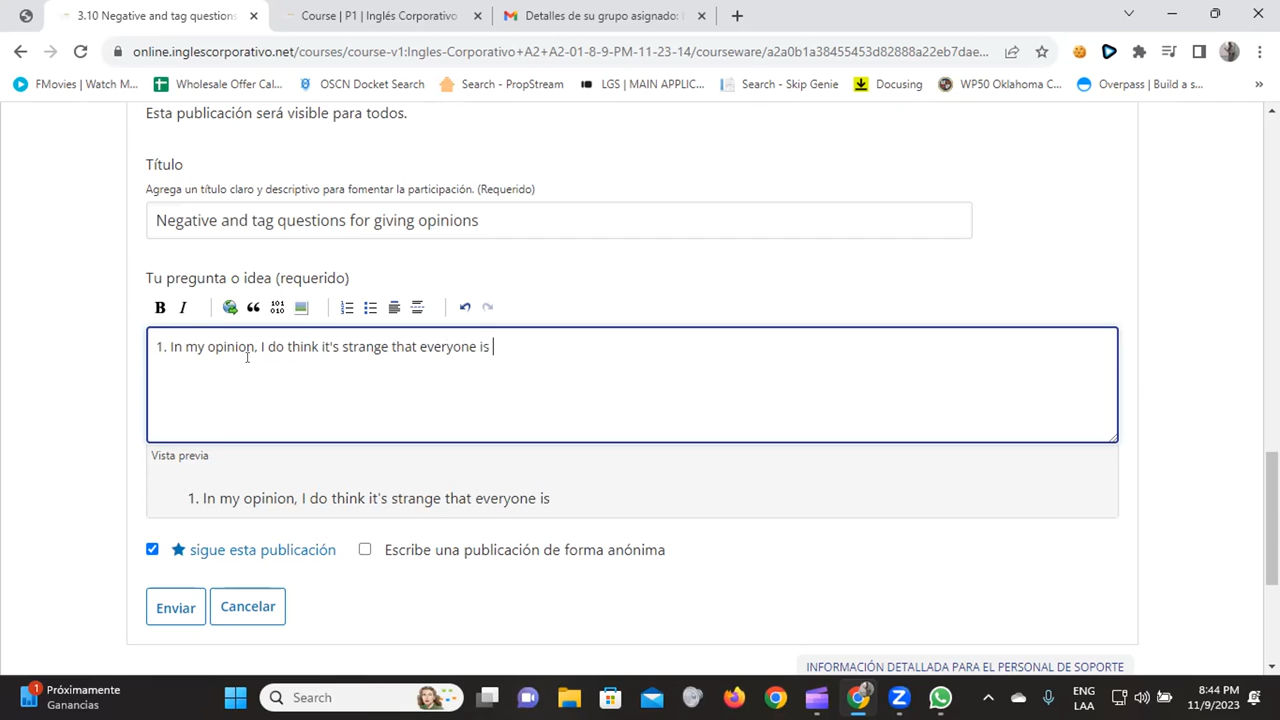 3.10 Negative and tag questions
Course | P1 | Inglés Corporativo
Detalles de su grupo asignado:
online.inglescorporativo.net/courses/course-v1:Ingles-Corporativo+A2+A2-01-8-9-PM-11-23-14/courseware/a2a0b1a38455453d82888a22eb7dae...
FMovies | Watch M...
Wholesale Offer Cal...
OSCN Docket Search
Search - PropStream
LGS | MAIN APPLIC...
Search - Skip Genie
Docusing
WP50 Oklahoma C...
Overpass | Build a s...
»
Esta publicación será visible para todos.
Título
Agrega un título claro y descriptivo para fomentar la participación. (Requerido)
Negative and tag questions for giving opinions
Tu pregunta o idea (requerido)
B I 101 010
1. In my opinion, I do think it's strange that everyone is
Vista previa
1. In my opinion, I do think it's strange that everyone is
sigue esta publicación
Escribe una publicación de forma anónima
Enviar
Cancelar
INFORMACIÓN DETALLADA PARA EL PERSONAL DE SOPORTE
1
Próximamente
Ganancias
Search
ENG
LAA
8:44 PM
11/9/2023